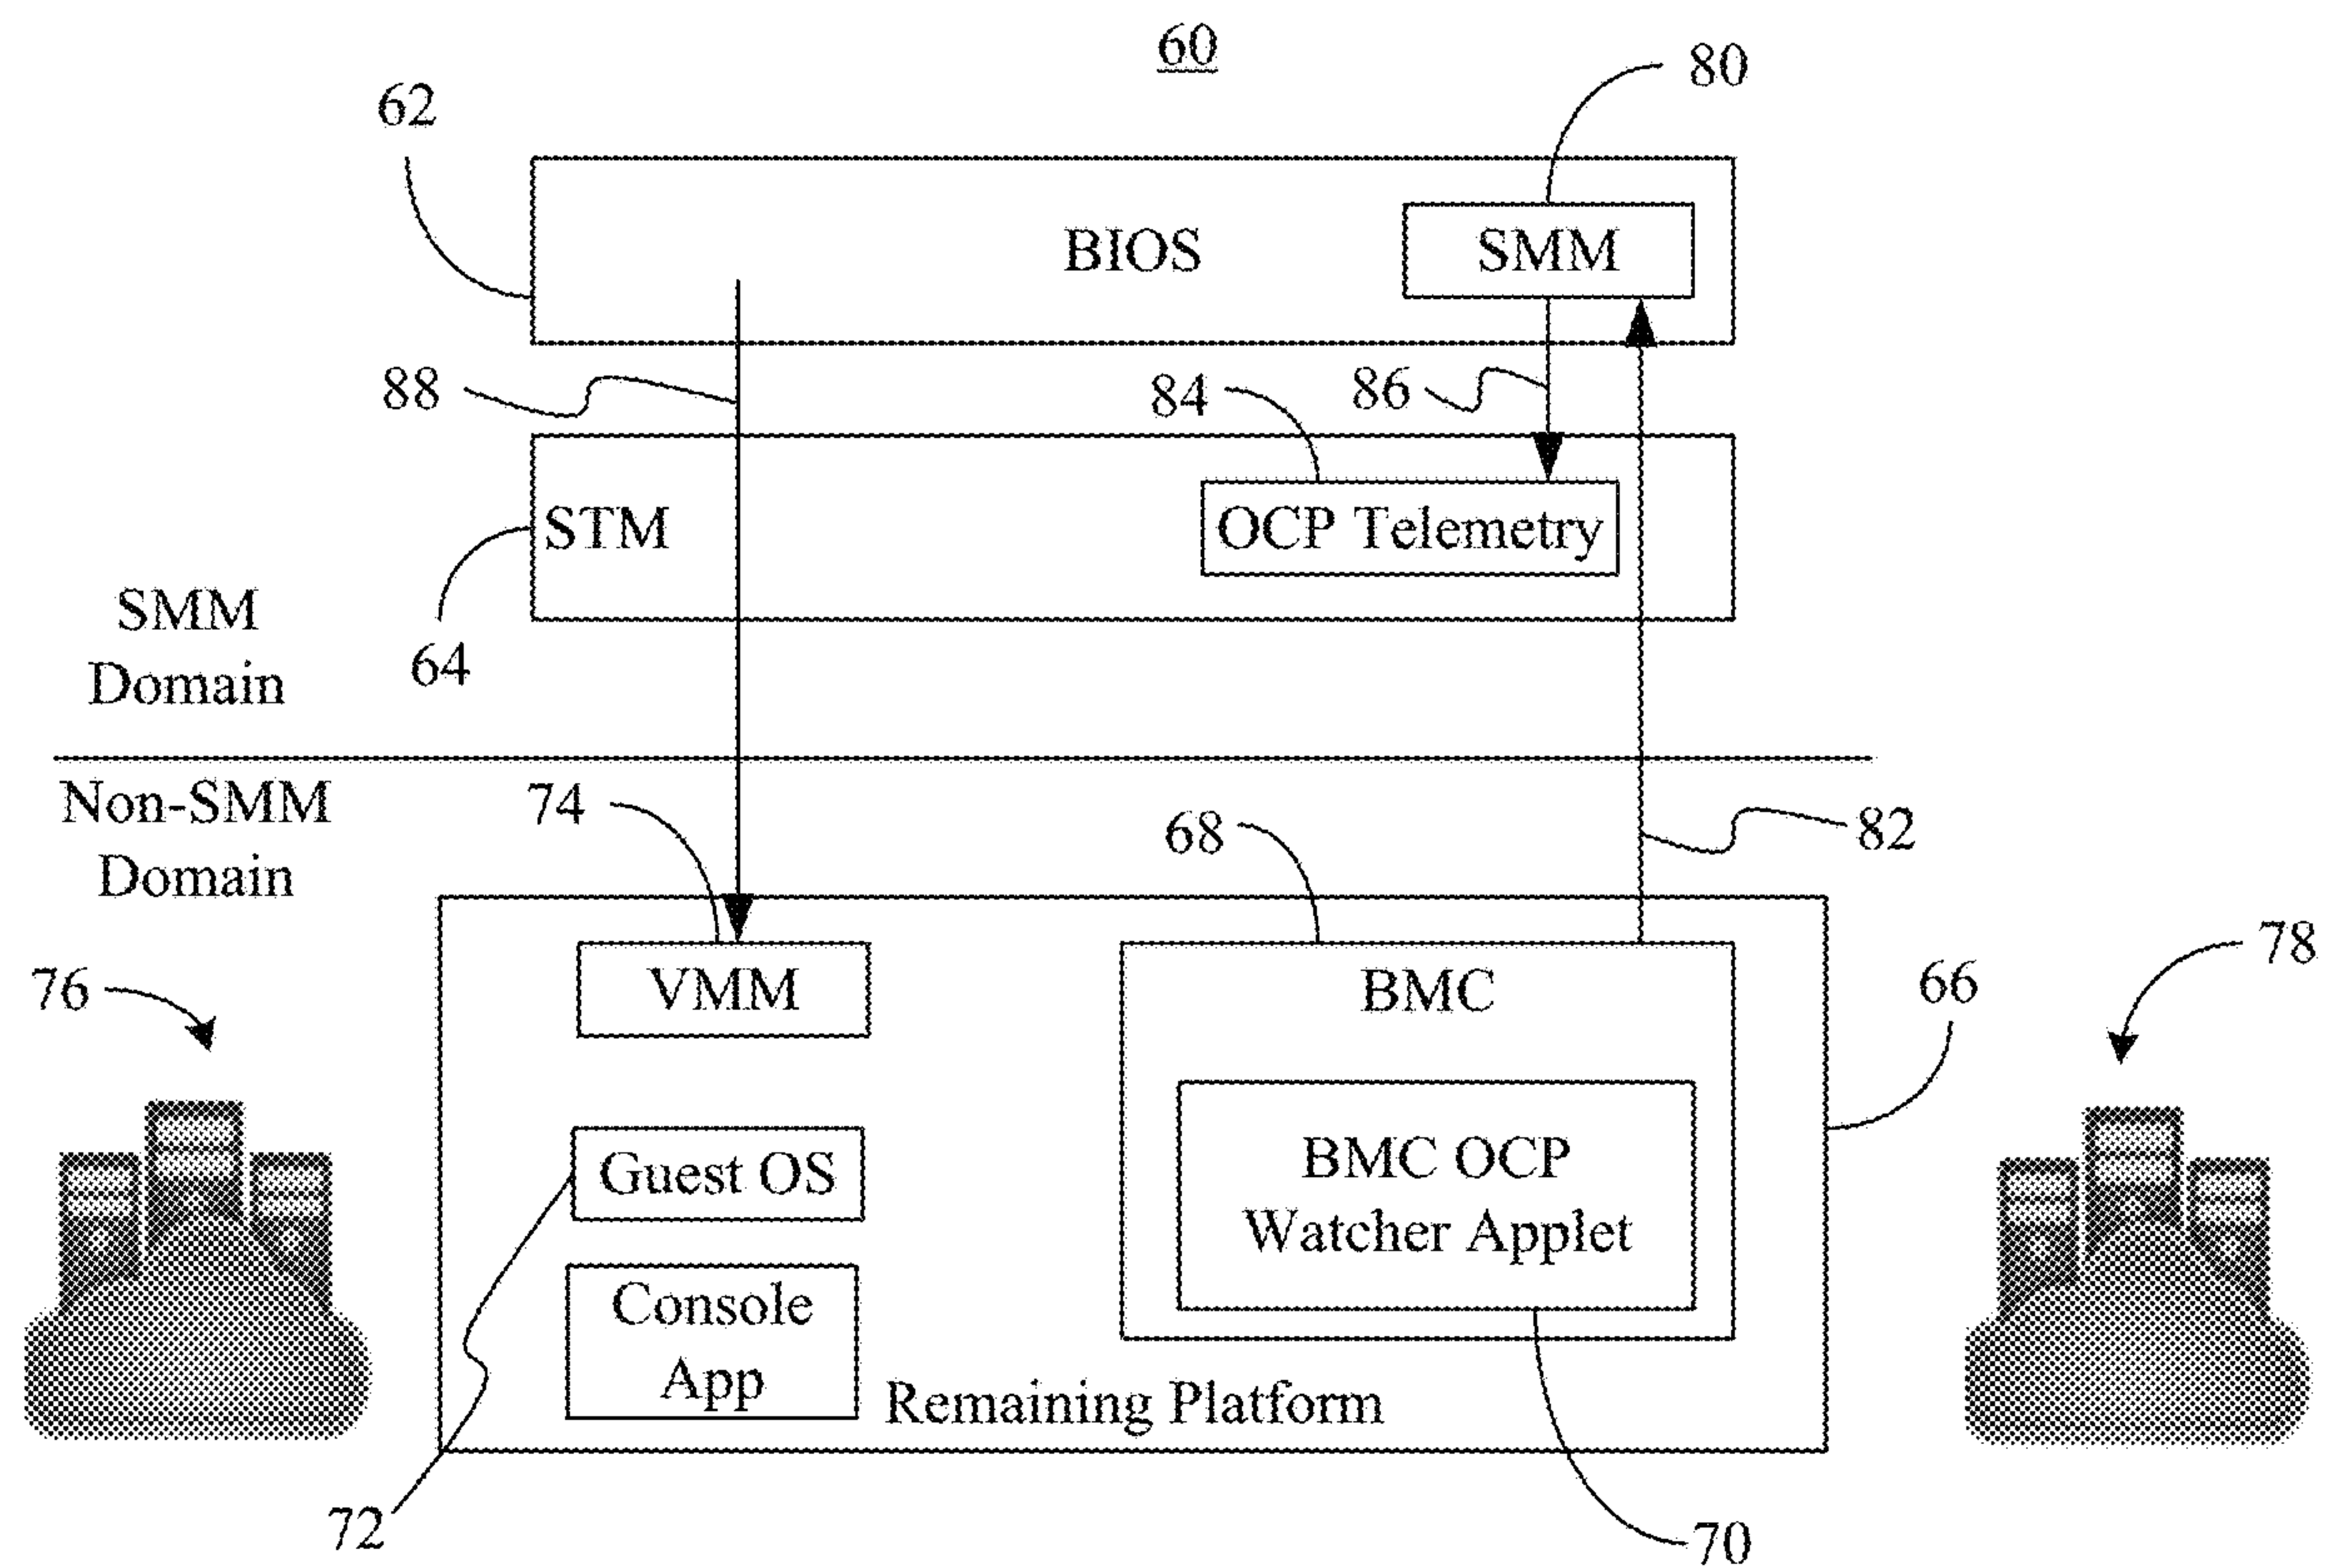 60
80
62
BIOS
SMM
88
84
86
STM
OCP Telemetry
SMM
Domain
64
Non-SMM
Domain
74
68
82
76
VMM
BMC
66
78
Guest OS
BMC OCP
Watcher Applet
Console
App
Remaining Platform
72
70